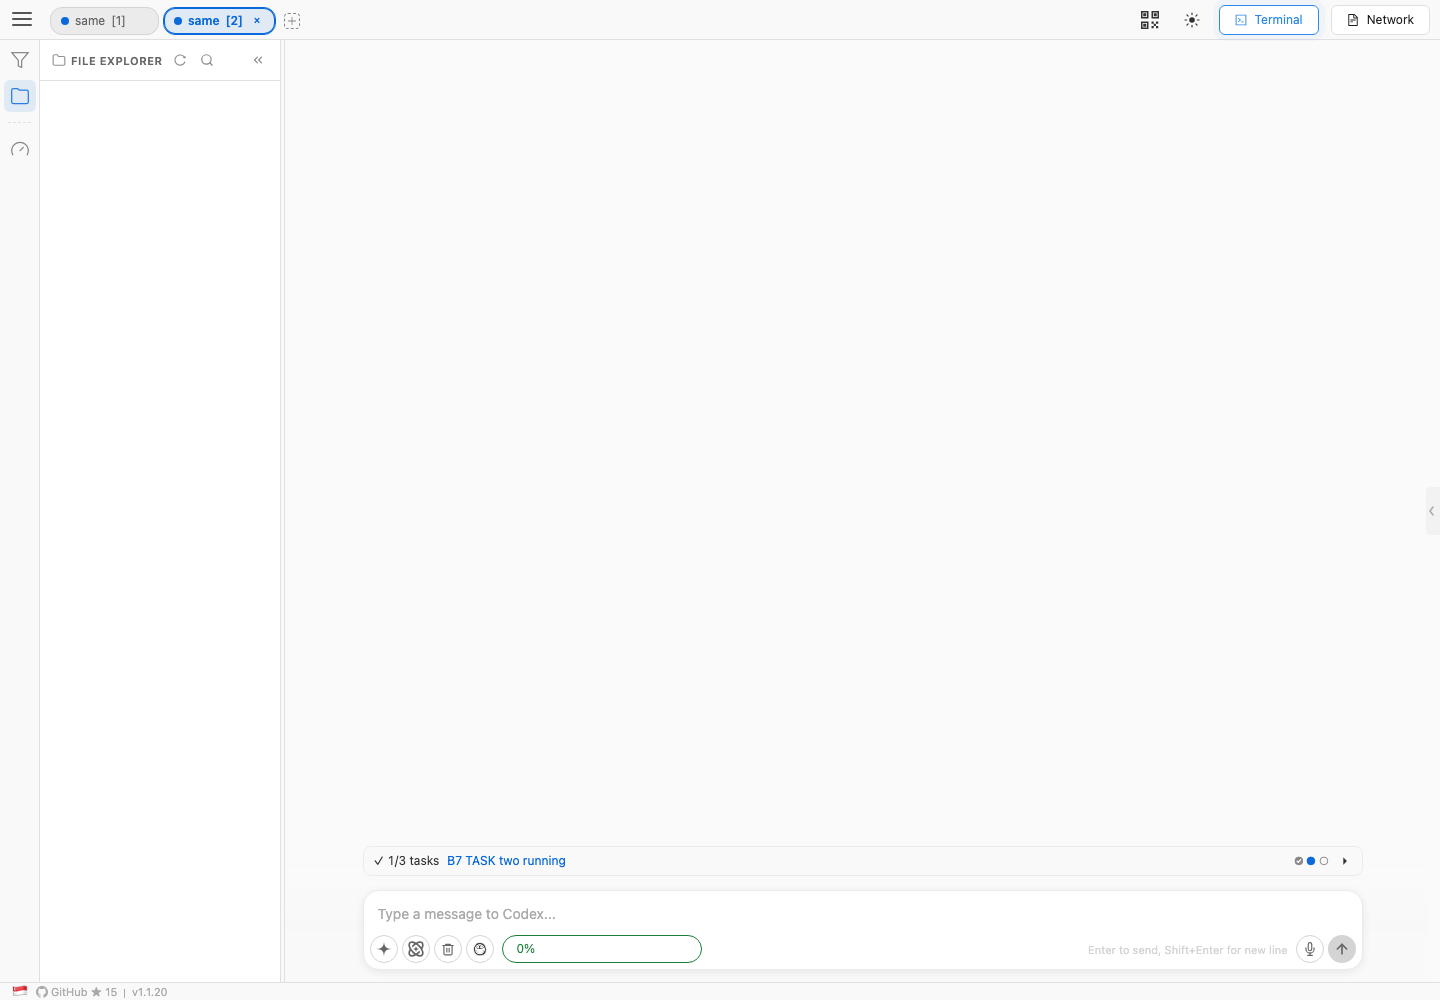 same [1]
same [2] ×
Terminal
Network
FILE EXPLORER
✓ 1/3 tasks B7 TASK two running
Type a message to Codex...
0%
Enter to send, Shift+Enter for new line
GitHub ★ 15 | v1.1.20